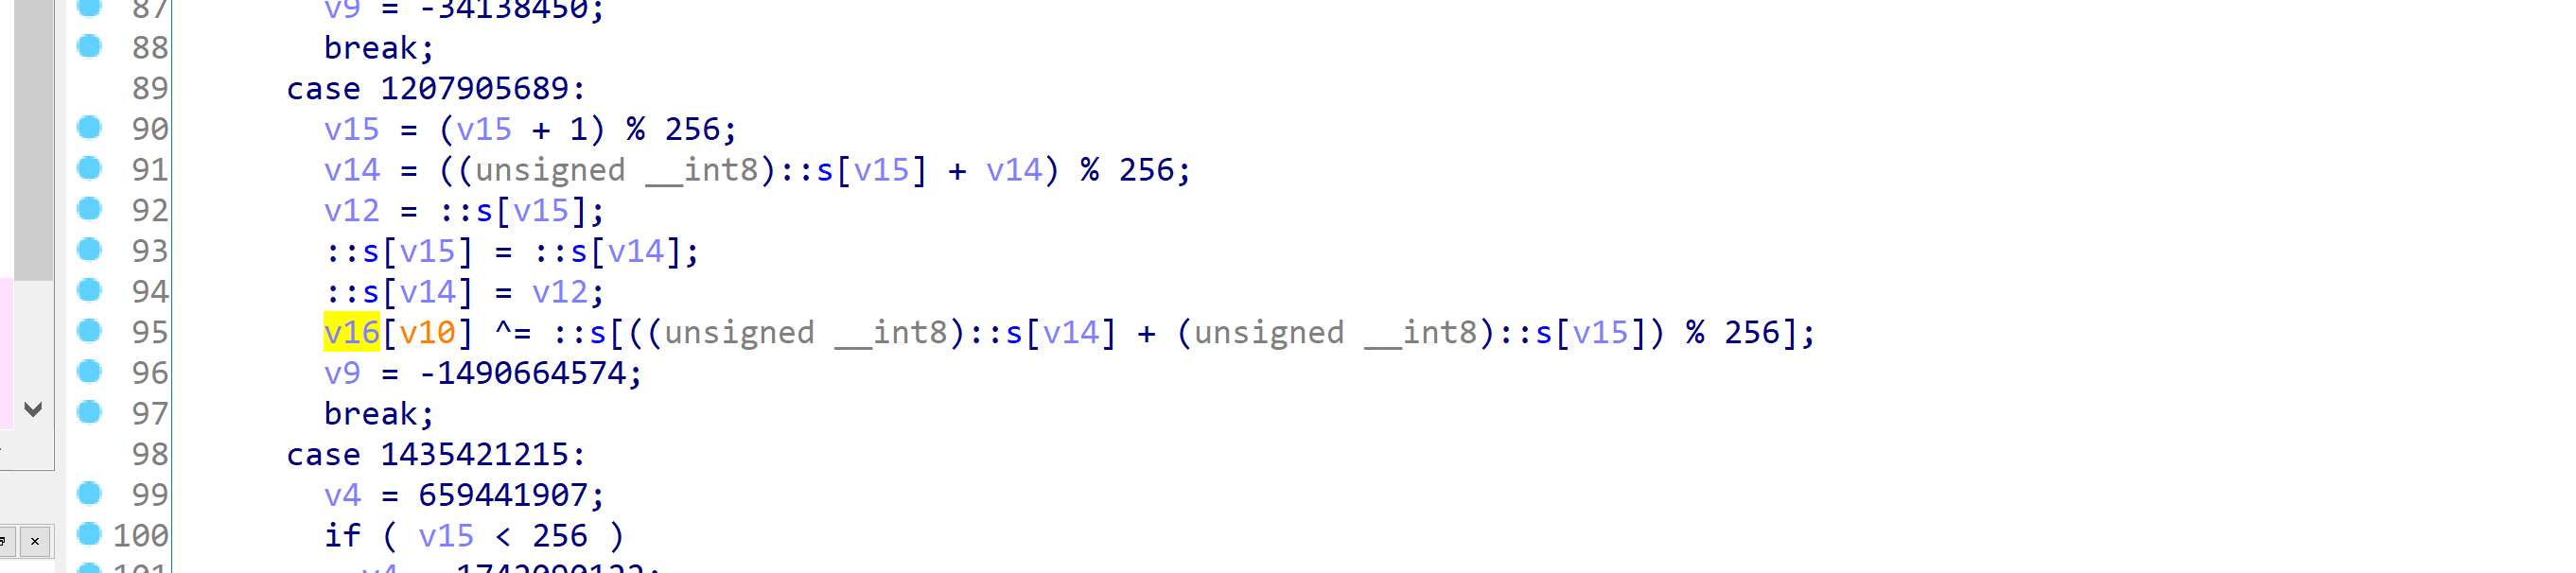 87 v9 = -34138450;
88 break;
89 case 1207905689:
90 v15 = (v15 + 1) % 256;
91 v14 = ((unsigned __int8)::s[v15] + v14) % 256;
92 v12 = ::s[v15];
93 ::s[v15] = ::s[v14];
94 ::s[v14] = v12;
95 v16[v10] ^= ::s[((unsigned __int8)::s[v14] + (unsigned __int8)::s[v15]) % 256];
96 v9 = -1490664574;
97 break;
98 case 1435421215:
99 v4 = 659441907;
100 if ( v15 < 256 )
101